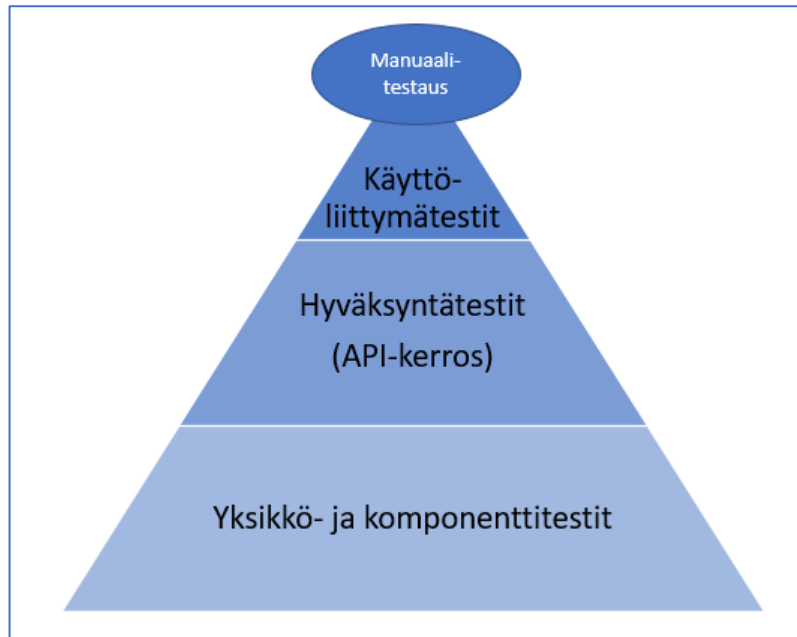 Manuaali-
testaus
Käyttö-
liittymätestit
Hyväksyntätestit
(API-kerros)
Yksikkö- ja komponenttitestit